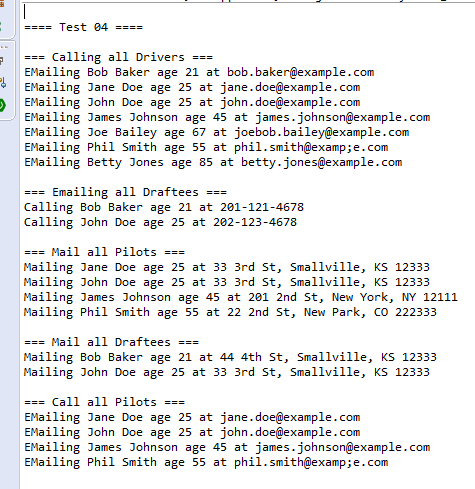 ==== Test 04 ====
=== Calling all Drivers ===
EMailing Bob Baker age 21 at bob.baker@example.com
EMailing Jane Doe age 25 at jane.doe@example.com
EMailing John Doe age 25 at john.doe@example.com
EMailing James Johnson age 45 at james.johnson@example.com
EMailing Joe Bailey age 67 at joebob.bailey@example.com
EMailing Phil Smith age 55 at phil.smith@examp;e.com
EMailing Betty Jones age 85 at betty.jones@example.com
=== Emailing all Draftees ===
Calling Bob Baker age 21 at 201-121-4678
Calling John Doe age 25 at 202-123-4678
=== Mail all Pilots ===
Mailing Jane Doe age 25 at 33 3rd St, Smallville, KS 12333
Mailing John Doe age 25 at 33 3rd St, Smallville, KS 12333
Mailing James Johnson age 45 at 201 2nd St, New York, NY 12111
Mailing Phil Smith age 55 at 22 2nd St, New Park, CO 222333
=== Mail all Draftees ===
Mailing Bob Baker age 21 at 44 4th St, Smallville, KS 12333
Mailing John Doe age 25 at 33 3rd St, Smallville, KS 12333
=== Call all Pilots ===
EMailing Jane Doe age 25 at jane.doe@example.com
EMailing John Doe age 25 at john.doe@example.com
EMailing James Johnson age 45 at james.johnson@example.com
EMailing Phil Smith age 55 at phil.smith@examp;e.com